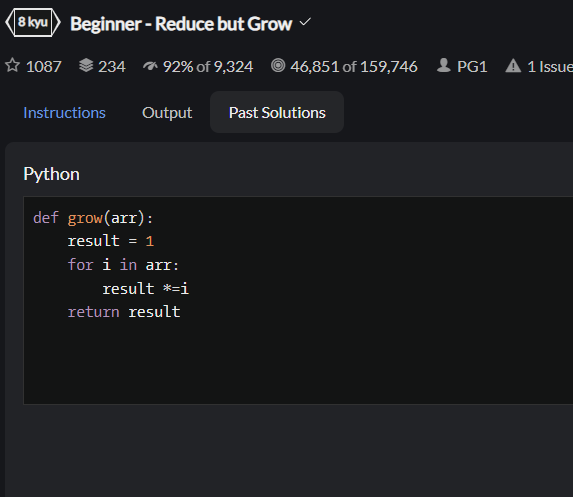 8 kyu Beginner - Reduce but Grow
1087 234 92% of 9,324 46,851 of 159,746 PG1 1 Issue
Instructions Output Past Solutions
Python
def grow(arr):
    result = 1
    for i in arr:
        result *=i
    return result